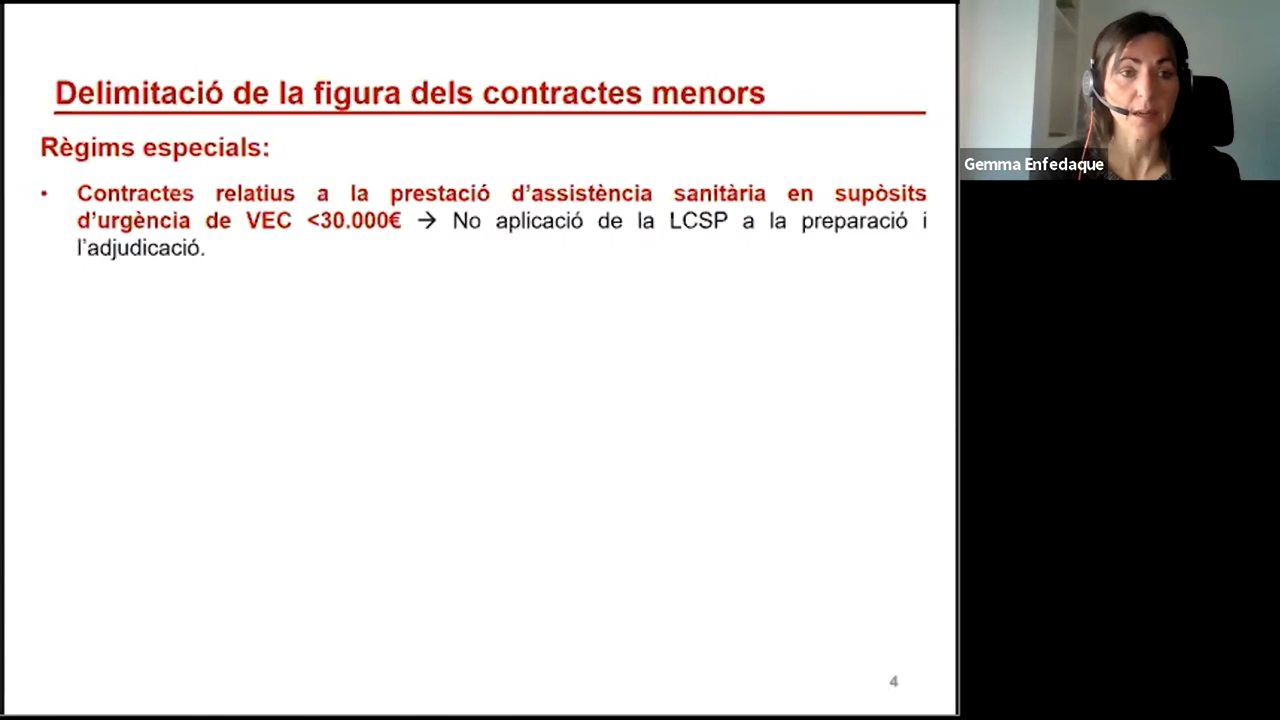 Delimitació de la figura dels contractes menors
Règims especials:
• Contractes relatius a la prestació d’assistència sanitària en supòsits
d’urgència de VEC <30.000€ → No aplicació de la LCSP a la preparació i
l’adjudicació.
4
Gemma Enfedaque